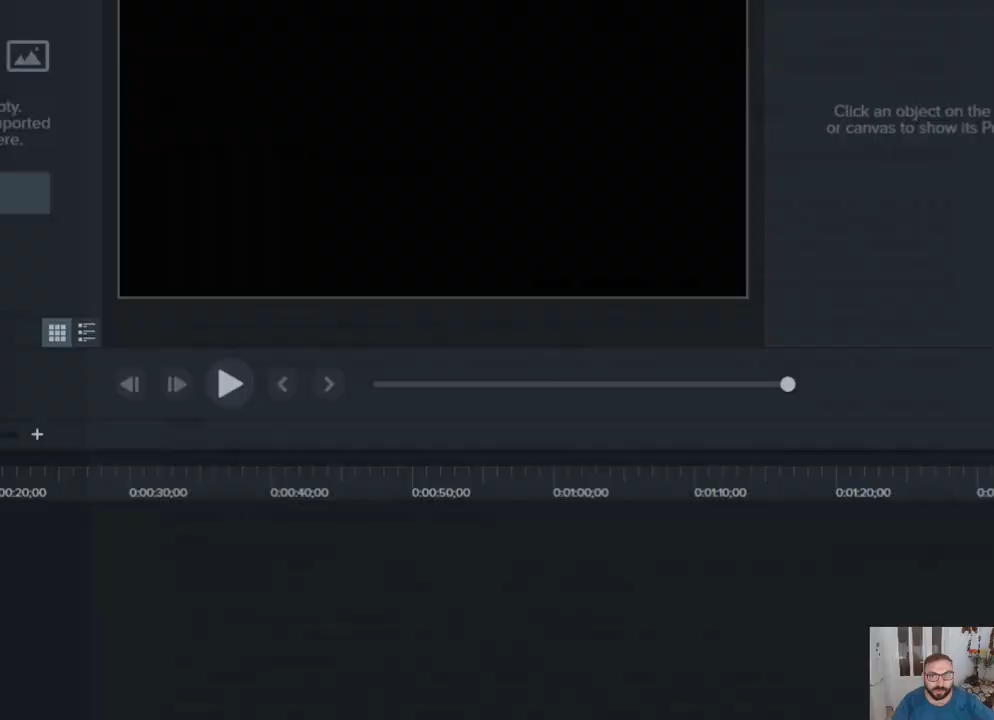 pty.
ported
ere.
Click an object on the
or canvas to show its P
00:20;00 0:00:30;00 0:00:40;00 0:00:50;00 0:01:00;00 0:01:10;00 0:01:20;00 0:0